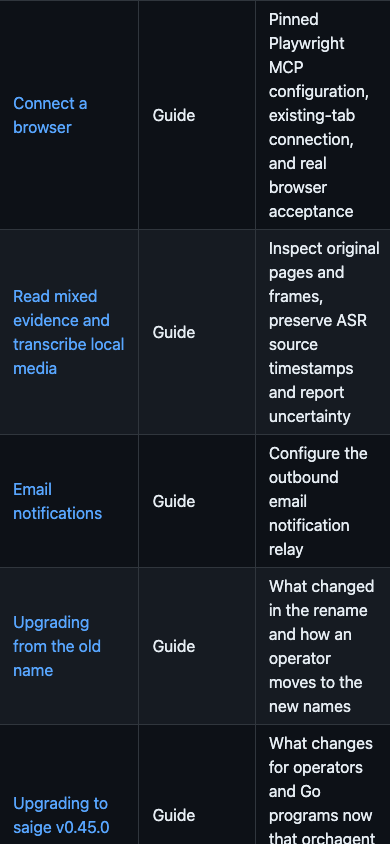 Connect a
browser
Guide
Pinned
Playwright
MCP
configuration,
existing-tab
connection,
and real
browser
acceptance
Read mixed
evidence and
transcribe local
media
Guide
Inspect original
pages and
frames,
preserve ASR
source
timestamps
and report
uncertainty
Email
notifications
Guide
Configure the
outbound
email
notification
relay
Upgrading
from the old
name
Guide
What changed
in the rename
and how an
operator
moves to the
new names
Upgrading to
saige v0.45.0
Guide
What changes
for operators
and Go
programs now
that orchagent